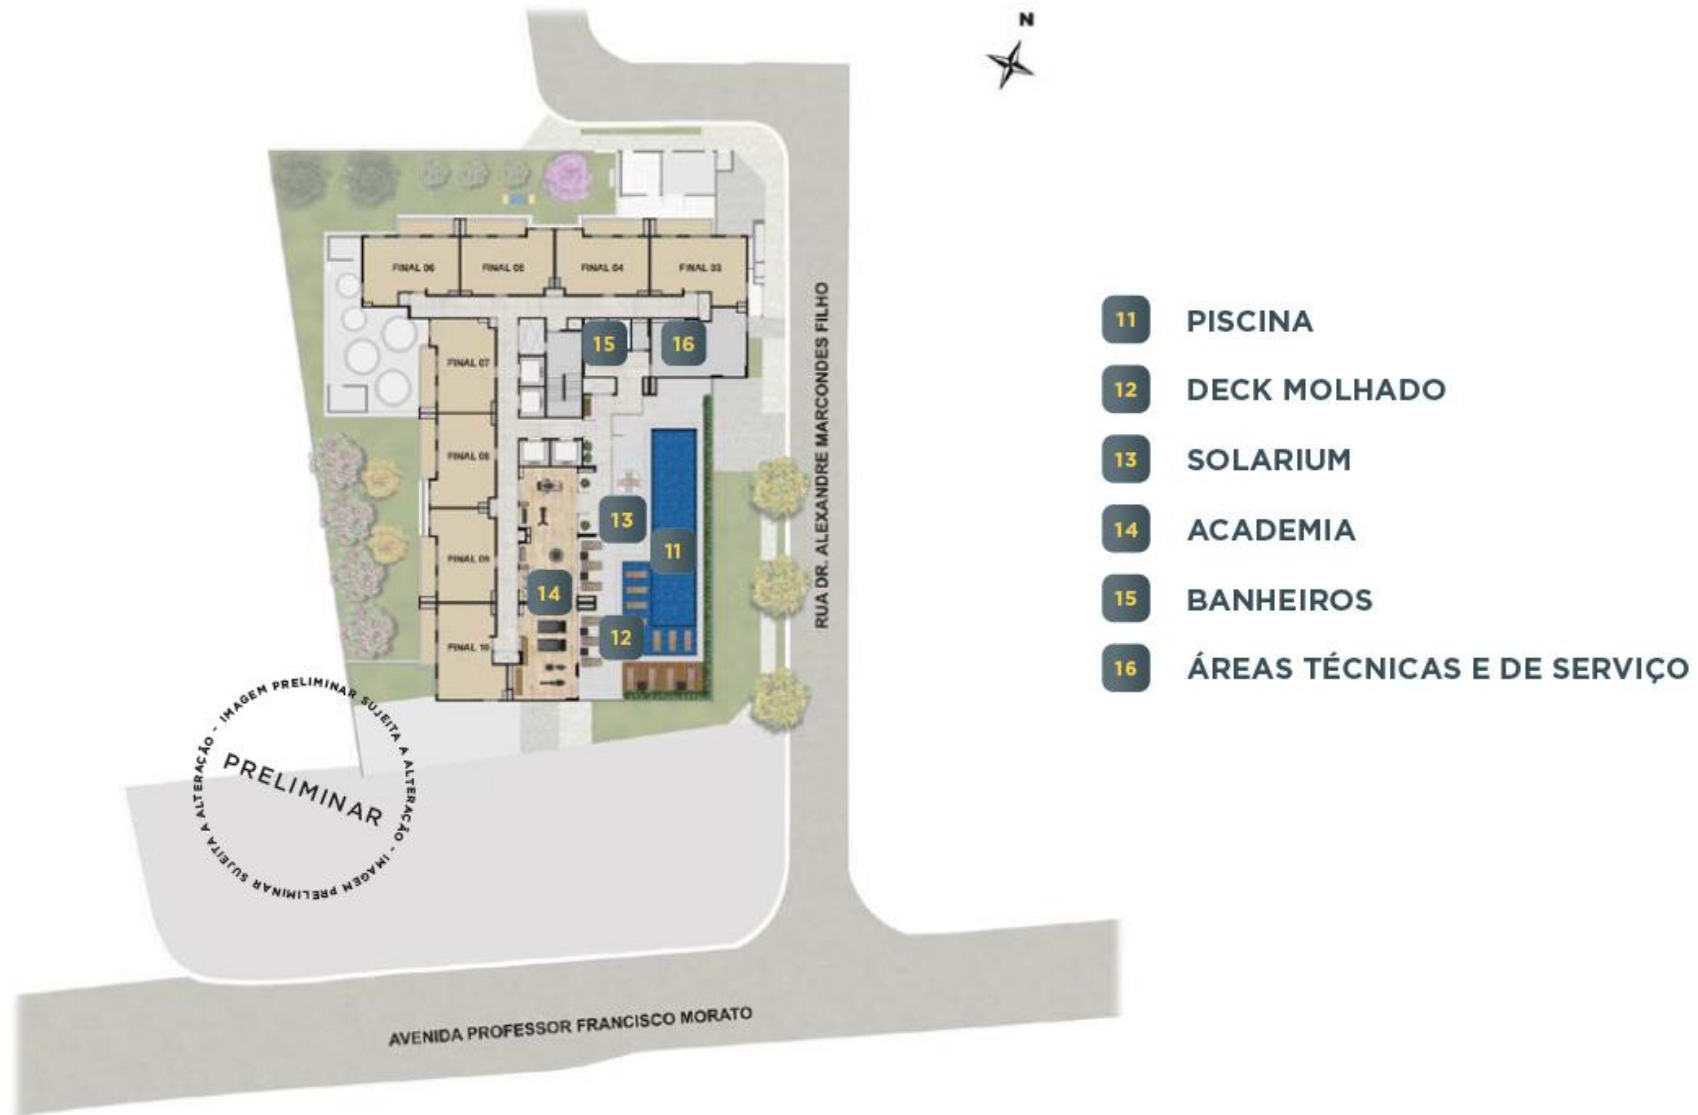 N
FINAL 06
FINAL 05
FINAL 04
FINAL 03
15
16
FINAL 07
FINAL 08
13
11
FINAL 09
14
12
FINAL 10
RUA DR. ALEXANDRE MARCONDES FILHO
11 PISCINA
12 DECK MOLHADO
13 SOLARIUM
14 ACADEMIA
15 BANHEIROS
16 ÁREAS TÉCNICAS E DE SERVIÇO
IMAGEM PRELIMINAR SUJEITA A ALTERAÇÃO - IMAGEM PRELIMINAR SUJEITA A ALTERAÇÃO -
PRELIMINAR
AVENIDA PROFESSOR FRANCISCO MORATO